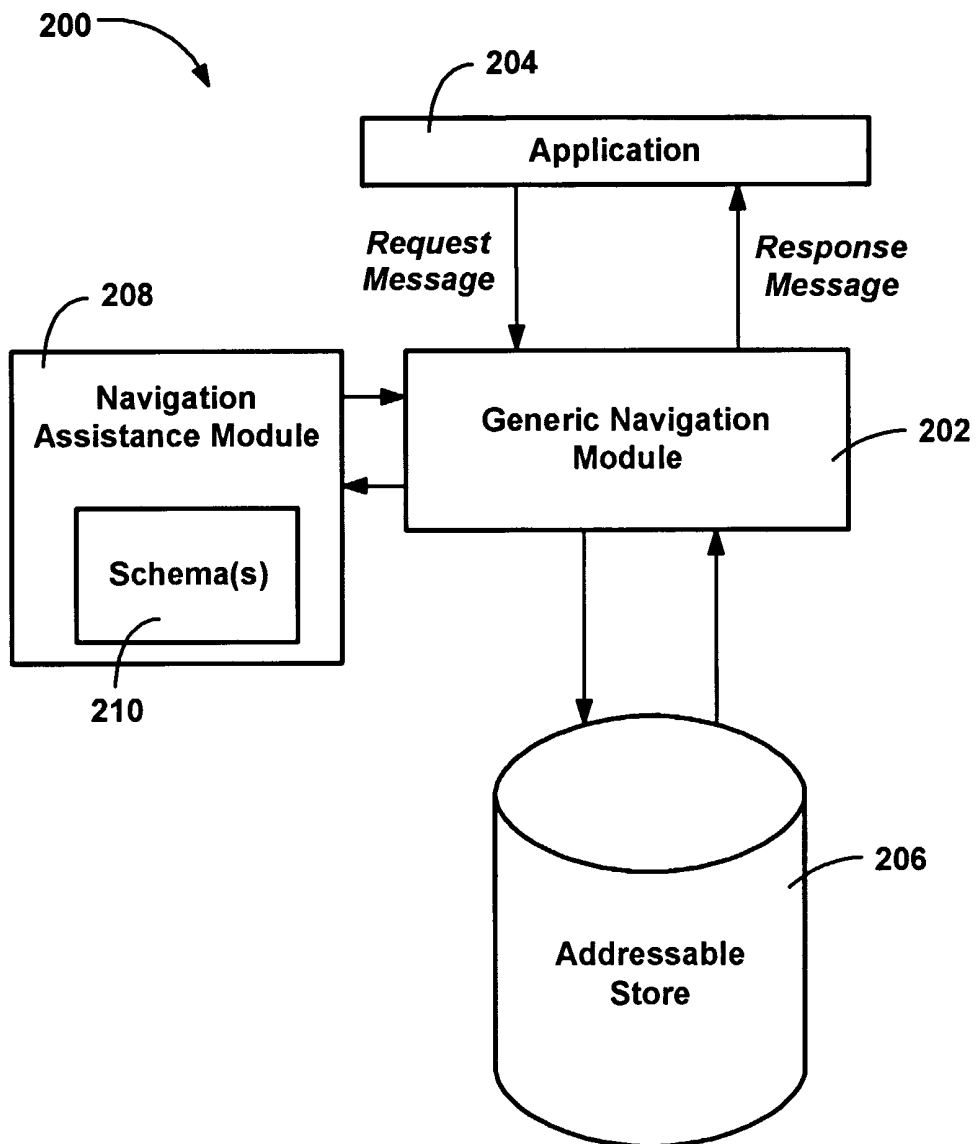 200
204
Application
Request
Message
Response
Message
208
Navigation
Assistance Module
Generic Navigation
Module
202
Schema(s)
210
206
Addressable
Store